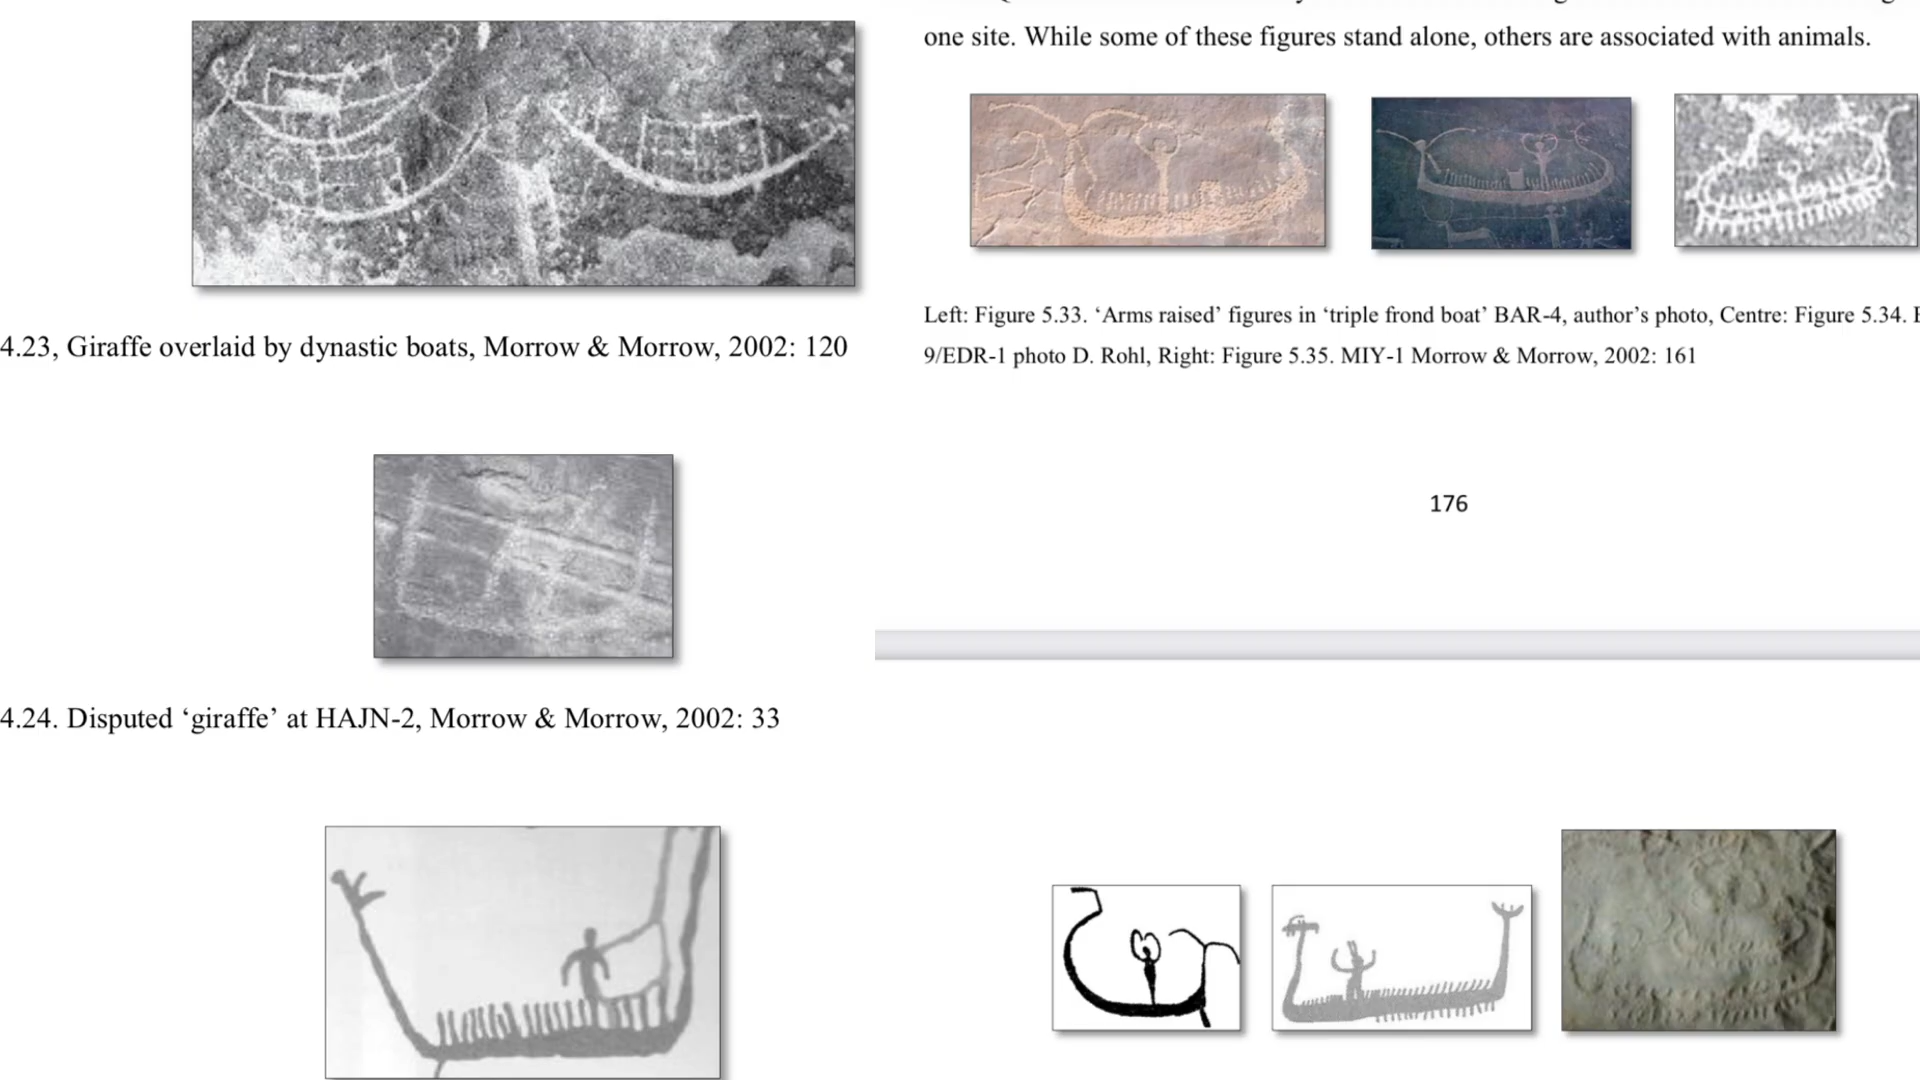 4.23, Giraffe overlaid by dynastic boats, Morrow & Morrow, 2002: 120
4.24. Disputed ‘giraffe’ at HAJN-2, Morrow & Morrow, 2002: 33
one site. While some of these figures stand alone, others are associated with animals.
Left: Figure 5.33. ‘Arms raised’ figures in ‘triple frond boat’ BAR-4, author’s photo, Centre: Figure 5.34.
9/EDR-1 photo D. Rohl, Right: Figure 5.35. MIY-1 Morrow & Morrow, 2002: 161
176